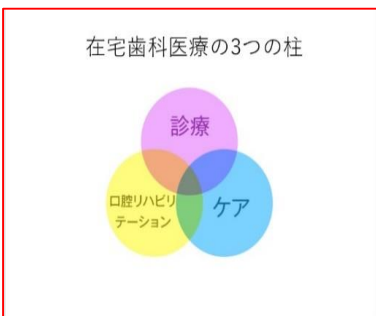 在宅歯科医療の3つの柱
診療
口腔リハビリ
テーション
ケア